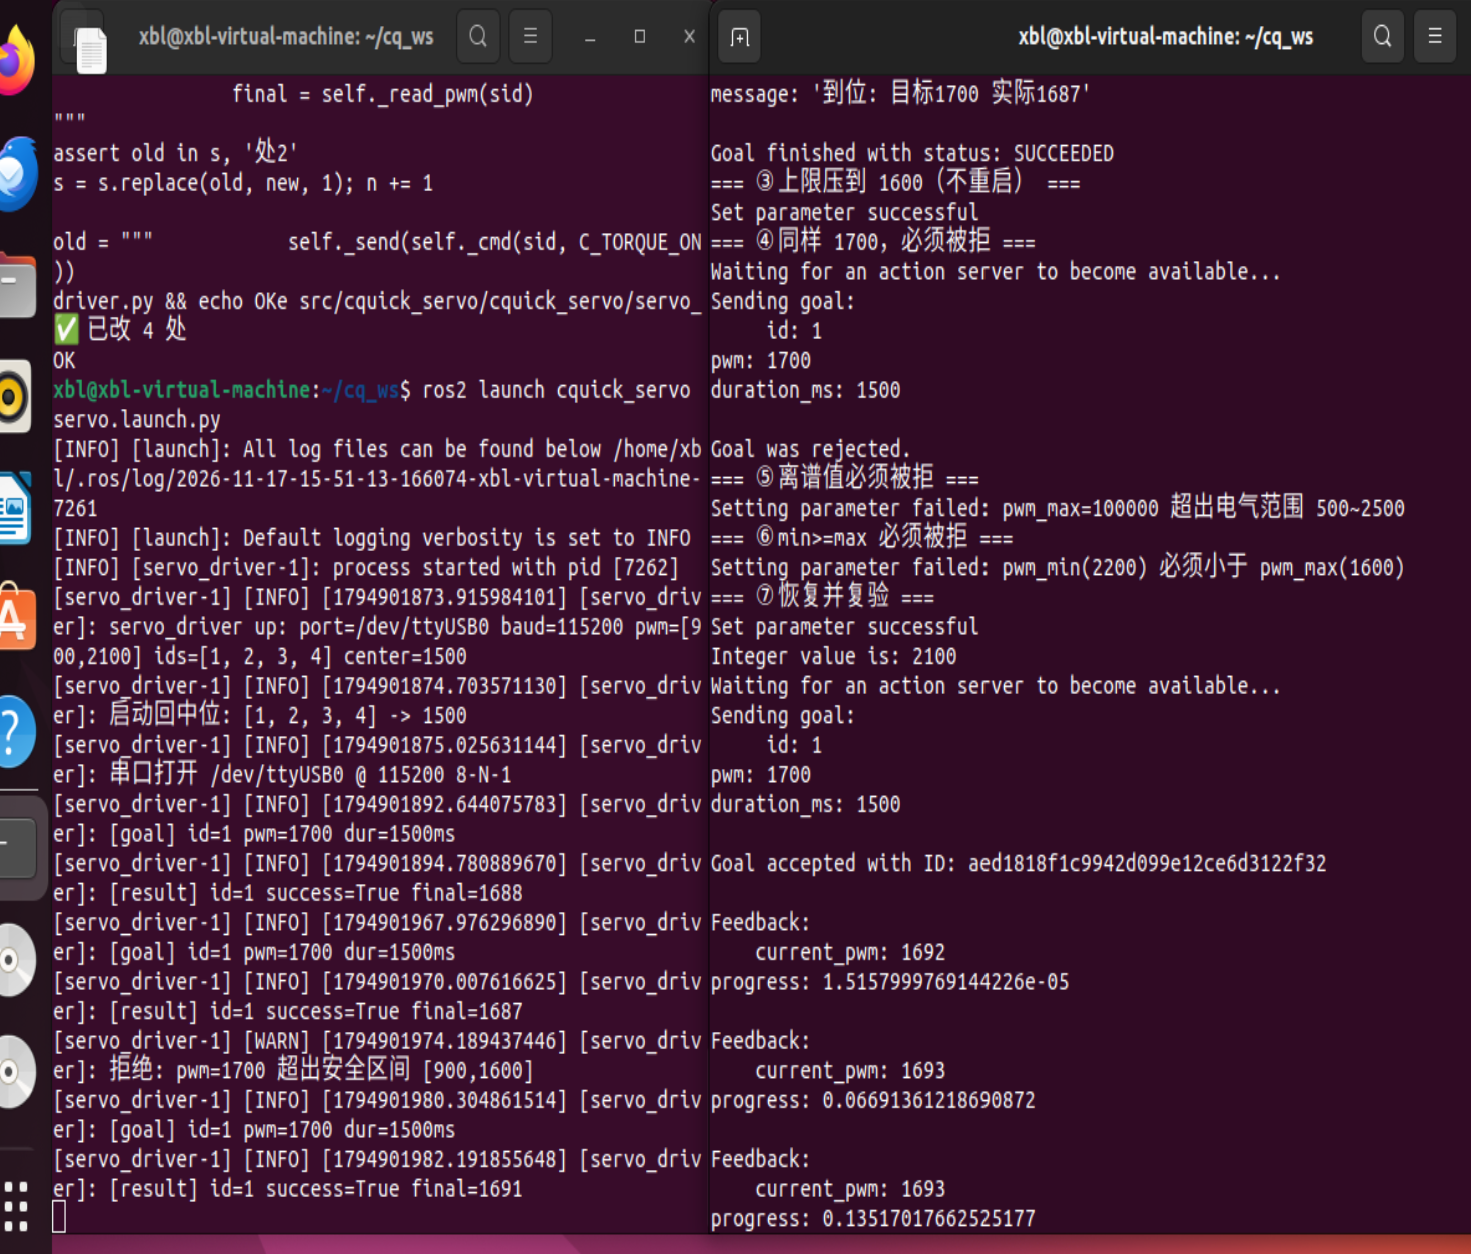 xbl@xbl-virtual-machine: ~/cq_ws
            final = self._read_pwm(sid)
"""
assert old in s, '处2'
s = s.replace(old, new, 1); n += 1
old = """            self._send(self._cmd(sid, C_TORQUE_ON
))
driver.py && echo OKe src/cquick_servo/cquick_servo/servo_
✅ 已改 4 处
OK
xbl@xbl-virtual-machine:~/cq_ws$ ros2 launch cquick_servo
servo.launch.py
[INFO] [launch]: All log files can be found below /home/xb
l/.ros/log/2026-11-17-15-51-13-166074-xbl-virtual-machine-
7261
[INFO] [launch]: Default logging verbosity is set to INFO
[INFO] [servo_driver-1]: process started with pid [7262]
[servo_driver-1] [INFO] [1794901873.915984101] [servo_driv
er]: servo_driver up: port=/dev/ttyUSB0 baud=115200 pwm=[9
00,2100] ids=[1, 2, 3, 4] center=1500
[servo_driver-1] [INFO] [1794901874.703571130] [servo_driv
er]: 启动回中位: [1, 2, 3, 4] -> 1500
[servo_driver-1] [INFO] [1794901875.025631144] [servo_driv
er]: 串口打开 /dev/ttyUSB0 @ 115200 8-N-1
[servo_driver-1] [INFO] [1794901892.644075783] [servo_driv
er]: [goal] id=1 pwm=1700 dur=1500ms
[servo_driver-1] [INFO] [1794901894.780889670] [servo_driv
er]: [result] id=1 success=True final=1688
[servo_driver-1] [INFO] [1794901967.976296890] [servo_driv
er]: [goal] id=1 pwm=1700 dur=1500ms
[servo_driver-1] [INFO] [1794901970.007616625] [servo_driv
er]: [result] id=1 success=True final=1687
[servo_driver-1] [WARN] [1794901974.189437446] [servo_driv
er]: 拒绝: pwm=1700 超出安全区间 [900,1600]
[servo_driver-1] [INFO] [1794901980.304861514] [servo_driv
er]: [goal] id=1 pwm=1700 dur=1500ms
[servo_driver-1] [INFO] [1794901982.191855648] [servo_driv
er]: [result] id=1 success=True final=1691
xbl@xbl-virtual-machine: ~/cq_ws
message: '到位: 目标1700 实际1687'
Goal finished with status: SUCCEEDED
=== ③上限压到 1600（不重启） ===
Set parameter successful
=== ④同样 1700，必须被拒 ===
Waiting for an action server to become available...
Sending goal:
     id: 1
pwm: 1700
duration_ms: 1500
Goal was rejected.
=== ⑤离谱值必须被拒 ===
Setting parameter failed: pwm_max=100000 超出电气范围 500~2500
=== ⑥min>=max 必须被拒 ===
Setting parameter failed: pwm_min(2200) 必须小于 pwm_max(1600)
=== ⑦恢复并复验 ===
Set parameter successful
Integer value is: 2100
Waiting for an action server to become available...
Sending goal:
     id: 1
pwm: 1700
duration_ms: 1500
Goal accepted with ID: aed1818f1c9942d099e12ce6d3122f32
Feedback:
    current_pwm: 1692
progress: 1.5157999769144226e-05
Feedback:
    current_pwm: 1693
progress: 0.06691361218690872
Feedback:
    current_pwm: 1693
progress: 0.13517017662525177